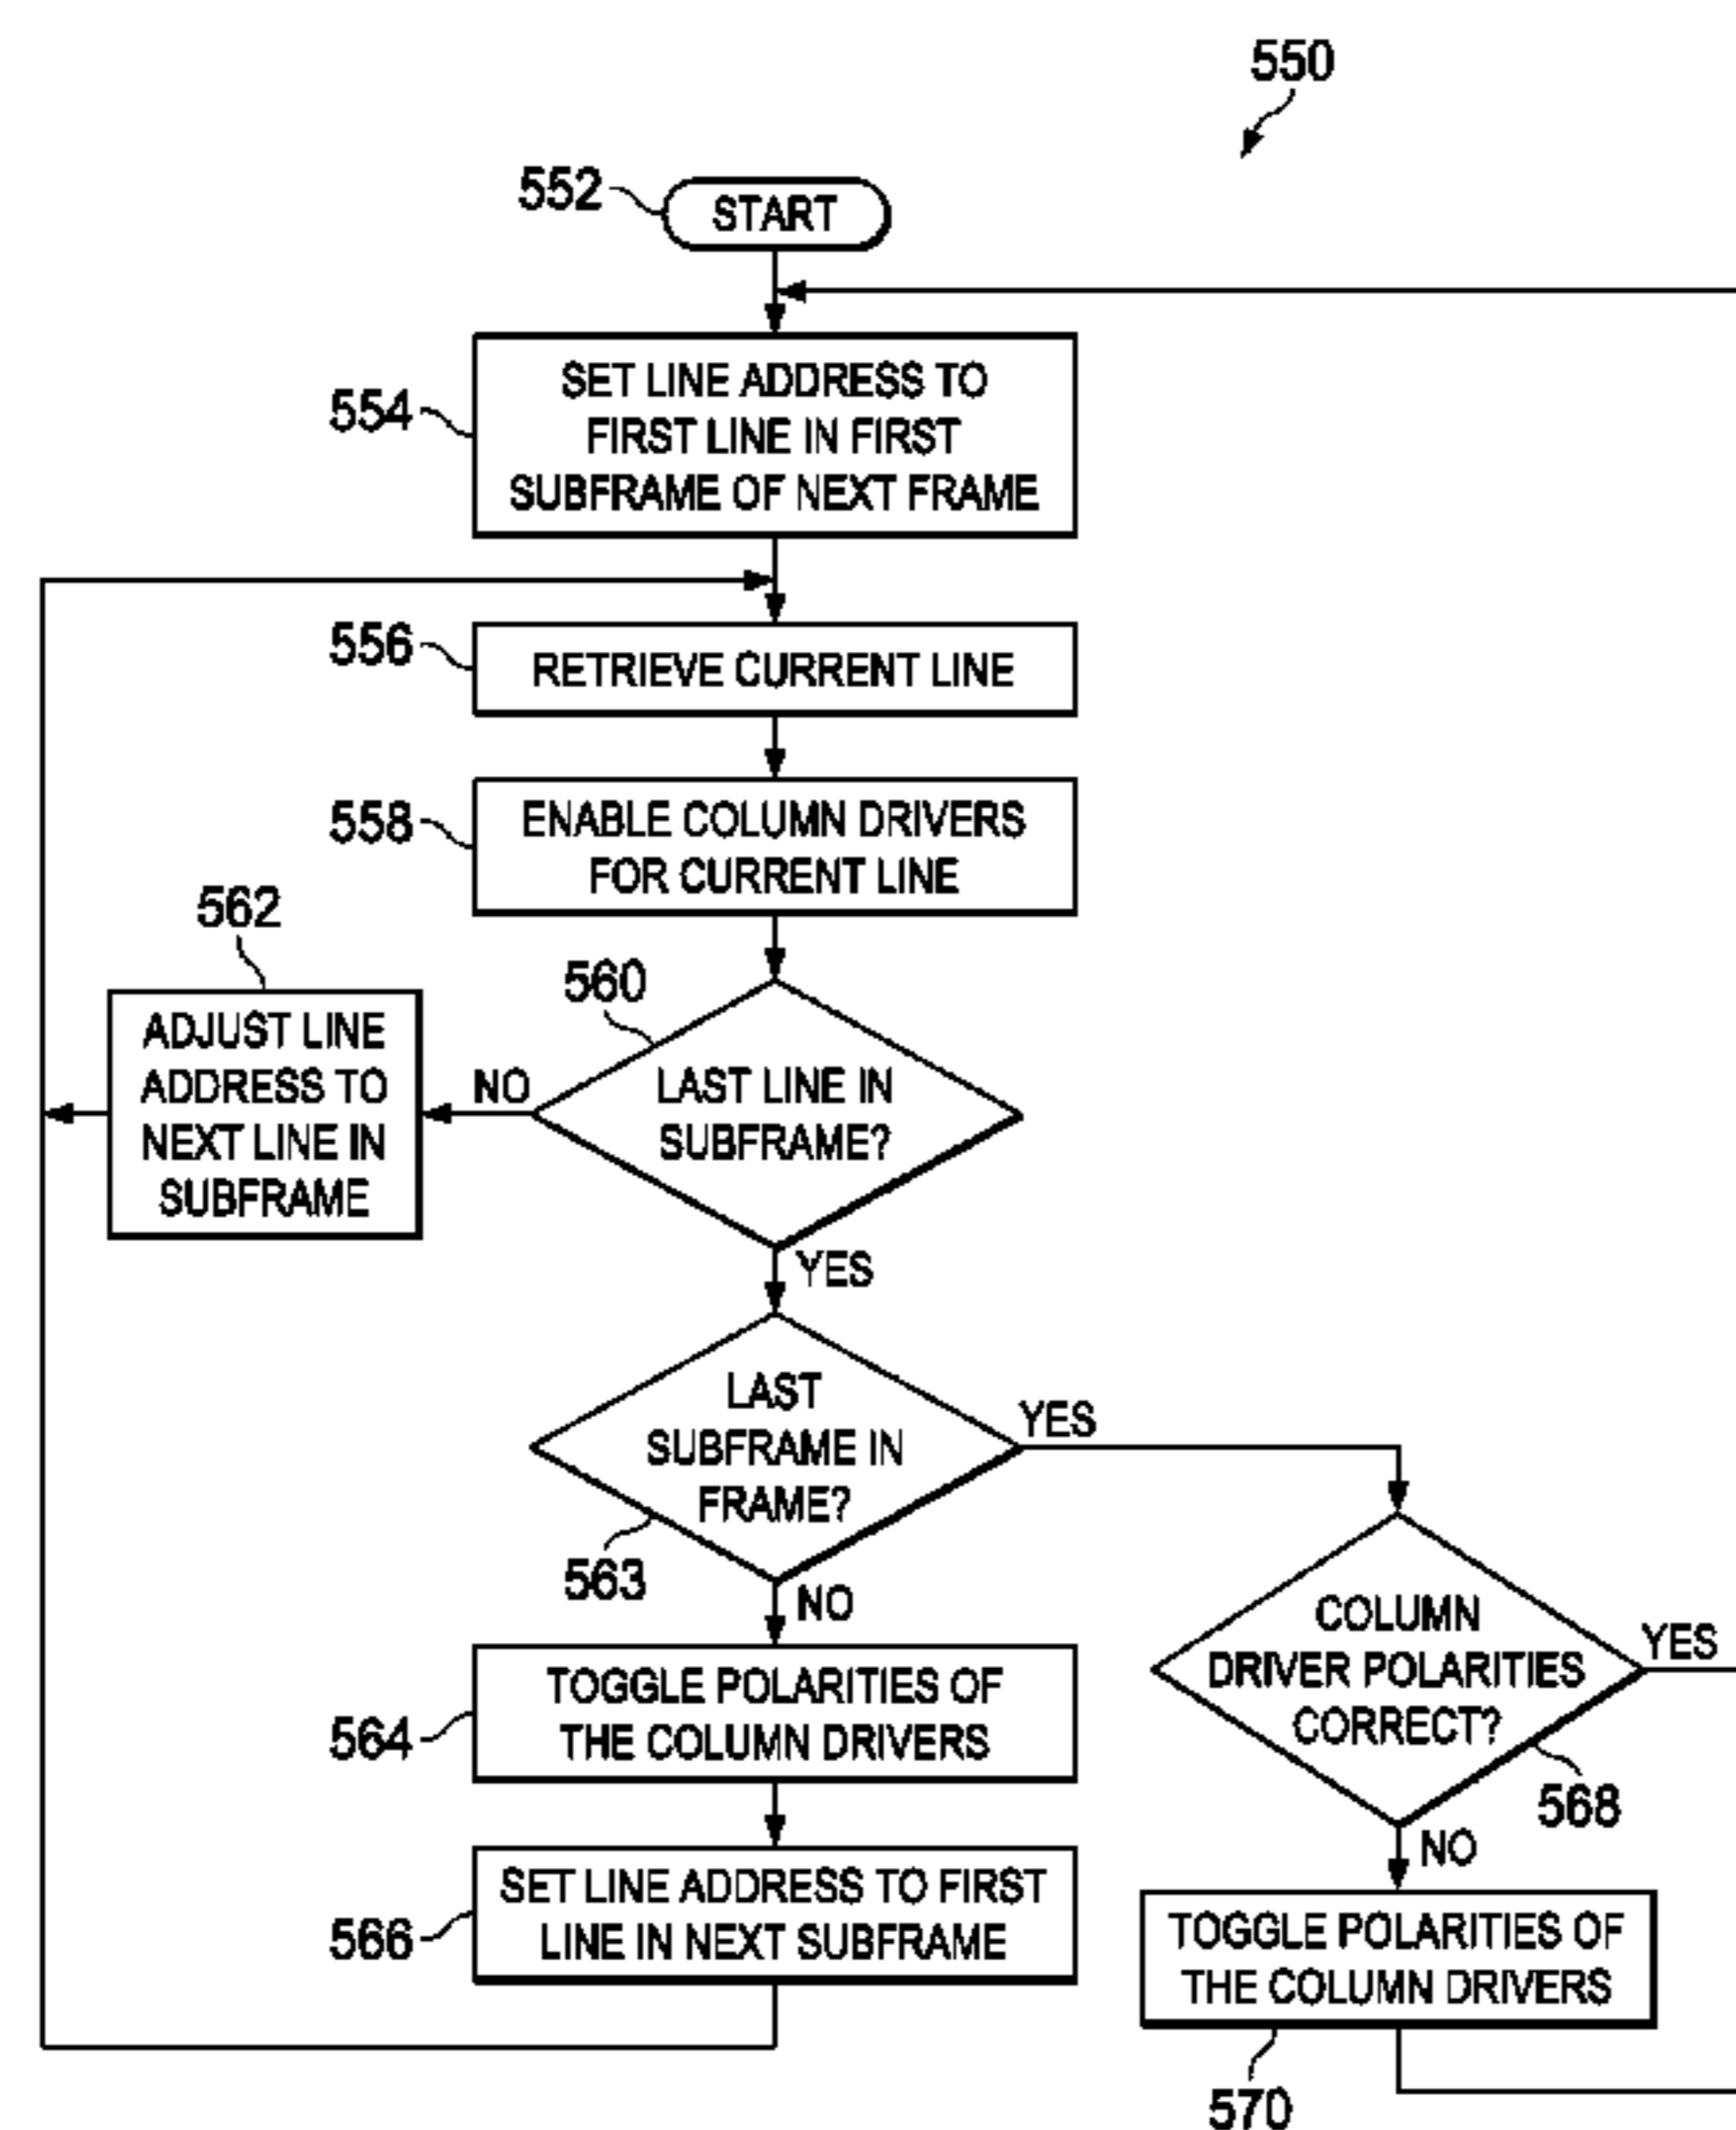 550
552
START
554
SET LINE ADDRESS TO
FIRST LINE IN FIRST
SUBFRAME OF NEXT FRAME
556
RETRIEVE CURRENT LINE
558
ENABLE COLUMN DRIVERS
FOR CURRENT LINE
562
ADJUST LINE
ADDRESS TO
NEXT LINE IN
SUBFRAME
NO
560
LAST LINE IN
SUBFRAME?
YES
LAST
SUBFRAME IN
FRAME?
563
YES
NO
564
TOGGLE POLARITIES OF
THE COLUMN DRIVERS
566
SET LINE ADDRESS TO FIRST
LINE IN NEXT SUBFRAME
COLUMN
DRIVER POLARITIES
CORRECT?
YES
568
NO
TOGGLE POLARITIES OF
THE COLUMN DRIVERS
570